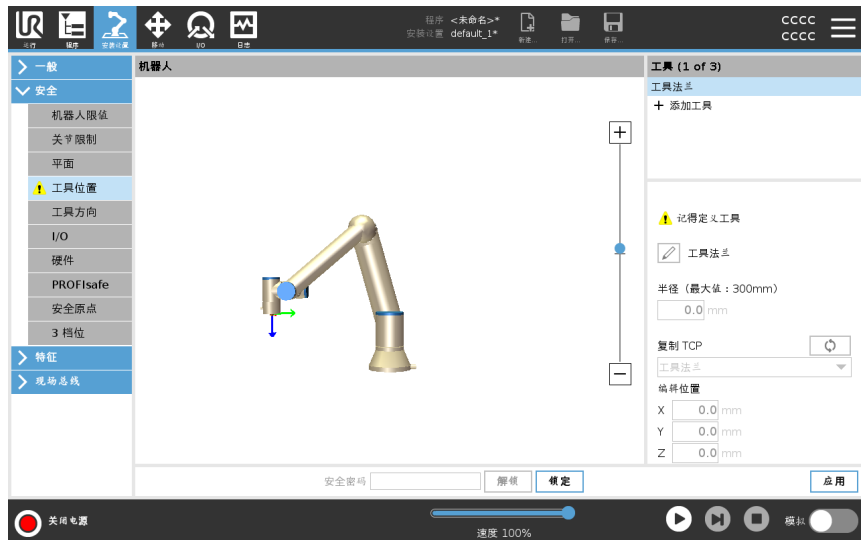 UR
运行
程序
安装设置
移动
I/O
日志
程序 <未命名>*
安装设置 default_1*
新建...
打开...
保存...
cccc
cccc
一般
安全
机器人限值
关节限制
平面
工具位置
工具方向
I/O
硬件
PROFIsafe
安全原点
3 档位
特征
现场总线
机器人
工具 (1 of 3)
工具法兰
+ 添加工具
记得定义工具
工具法兰
半径 (最大值：300mm)
0.0 mm
复制 TCP
工具法兰
编辑位置
X 0.0 mm
Y 0.0 mm
Z 0.0 mm
安全密码
解锁
锁定
应用
关闭电源
速度 100%
模拟